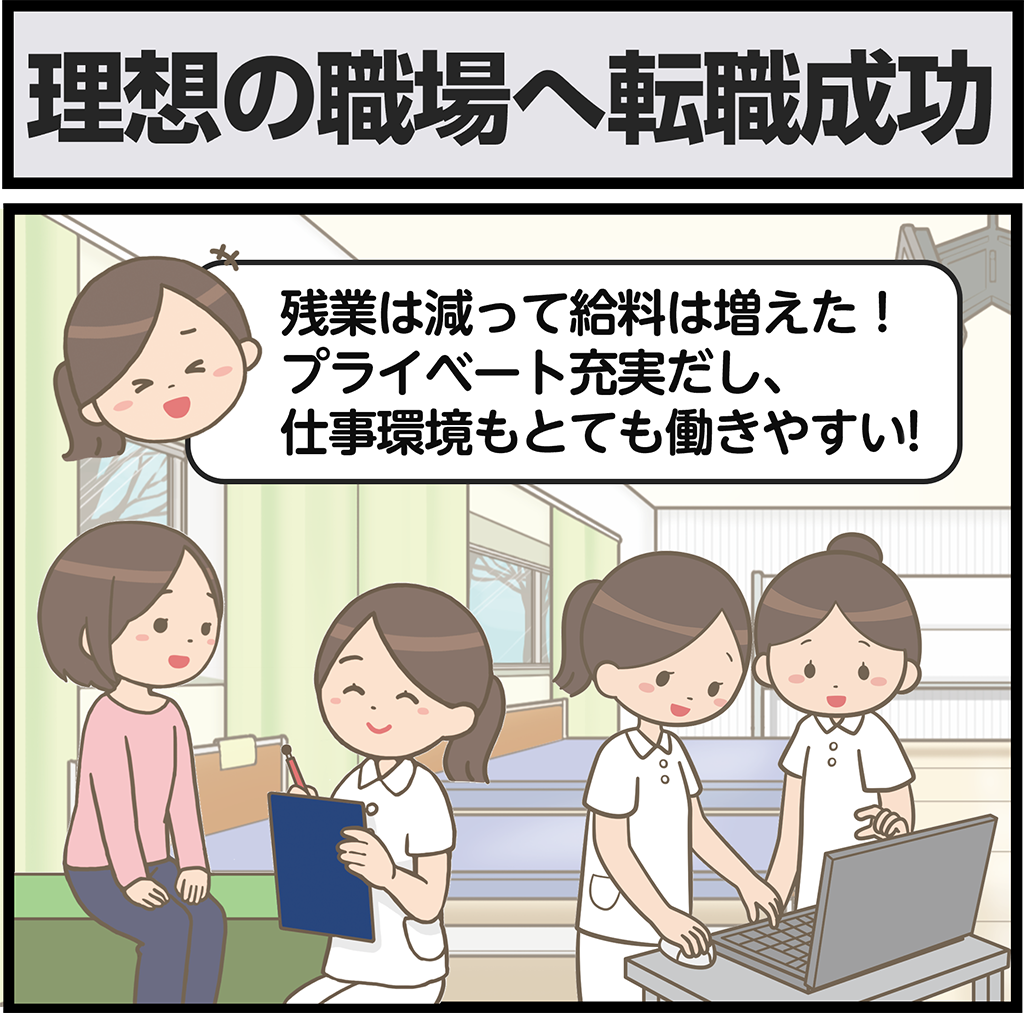 理想の職場へ転職成功
残業は減って給料は増えた！
プライベート充実だし、
仕事環境もとても働きやすい!